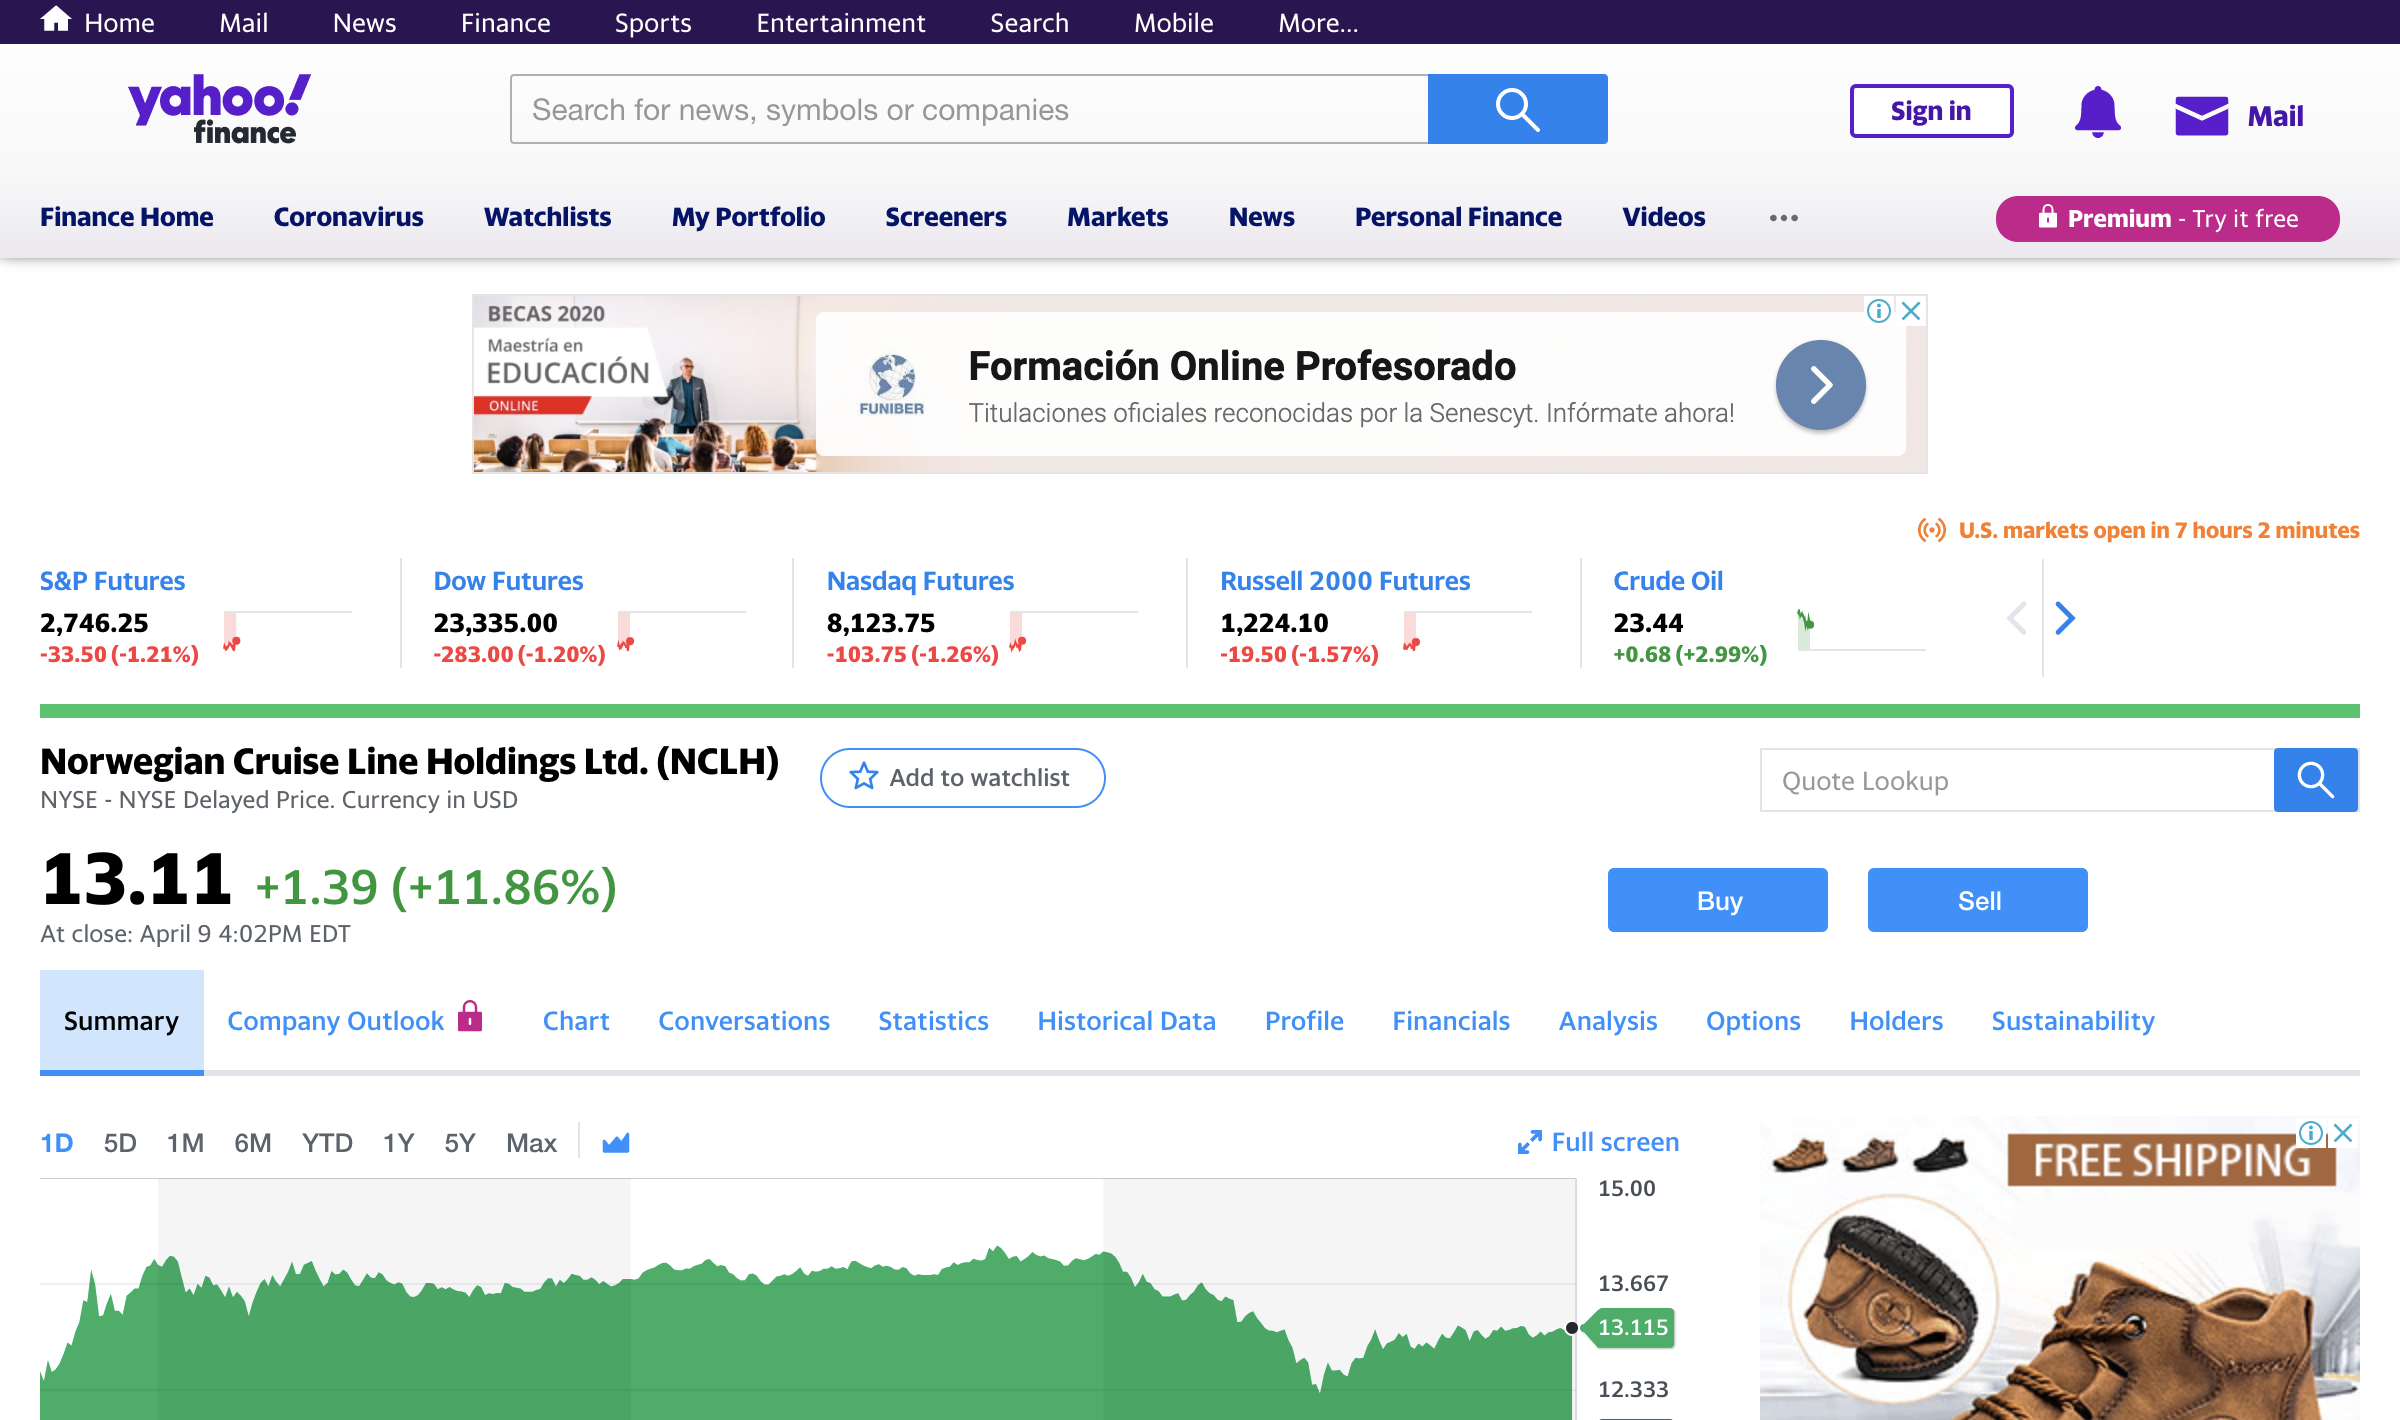 Home Mail News Finance Sports Entertainment Search Mobile More...
yahoo!
finance
Search for news, symbols or companies
Sign in
Mail
Finance Home Coronavirus Watchlists My Portfolio Screeners Markets News Personal Finance Videos ...
Premium - Try it free
BECAS 2020
Maestría en
EDUCACIÓN
ONLINE
FUNIBER
Formación Online Profesorado
Titulaciones oficiales reconocidas por la Senescyt. Infórmate ahora!
U.S. markets open in 7 hours 2 minutes
S&P Futures
2,746.25
-33.50 (-1.21%)
Dow Futures
23,335.00
-283.00 (-1.20%)
Nasdaq Futures
8,123.75
-103.75 (-1.26%)
Russell 2000 Futures
1,224.10
-19.50 (-1.57%)
Crude Oil
23.44
+0.68 (+2.99%)
Norwegian Cruise Line Holdings Ltd. (NCLH)
NYSE - NYSE Delayed Price. Currency in USD
Add to watchlist
Quote Lookup
13.11 +1.39 (+11.86%)
At close: April 9 4:02PM EDT
Buy
Sell
Summary Company Outlook Chart Conversations Statistics Historical Data Profile Financials Analysis Options Holders Sustainability
1D 5D 1M 6M YTD 1Y 5Y Max
Full screen
15.00
13.667
13.115
12.333
FREE SHIPPING